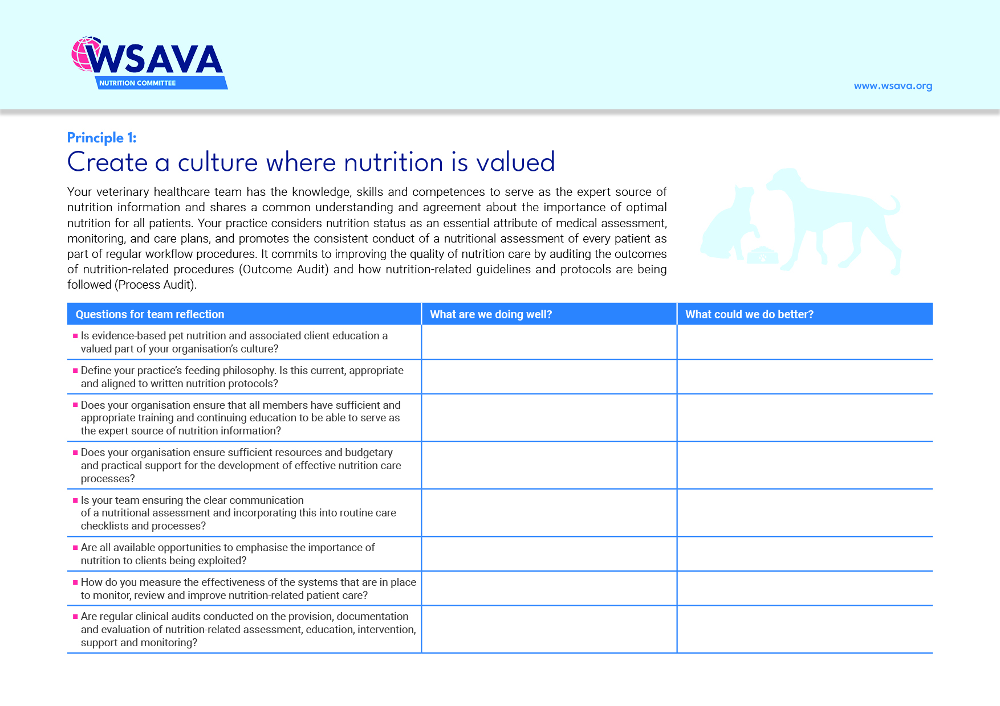 WSAVA
NUTRITION COMMITTEE
www.wsava.org
Principle 1:
Create a culture where nutrition is valued
Your veterinary healthcare team has the knowledge, skills and competences to serve as the expert source of
nutrition information and shares a common understanding and agreement about the importance of optimal
nutrition for all patients. Your practice considers nutrition status as an essential attribute of medical assessment,
monitoring, and care plans, and promotes the consistent conduct of a nutritional assessment of every patient as
part of regular workflow procedures. It commits to improving the quality of nutrition care by auditing the outcomes
of nutrition-related procedures (Outcome Audit) and how nutrition-related guidelines and protocols are being
followed (Process Audit).
Questions for team reflection
What are we doing well?
What could we do better?
Is evidence-based pet nutrition and associated client education a
valued part of your organisation’s culture?
Define your practice’s feeding philosophy. Is this current, appropriate
and aligned to written nutrition protocols?
Does your organisation ensure that all members have sufficient and
appropriate training and continuing education to be able to serve as
the expert source of nutrition information?
Does your organisation ensure sufficient resources and budgetary
and practical support for the development of effective nutrition care
processes?
Is your team ensuring the clear communication
of a nutritional assessment and incorporating this into routine care
checklists and processes?
Are all available opportunities to emphasise the importance of
nutrition to clients being exploited?
How do you measure the effectiveness of the systems that are in place
to monitor, review and improve nutrition-related patient care?
Are regular clinical audits conducted on the provision, documentation
and evaluation of nutrition-related assessment, education, intervention,
support and monitoring?